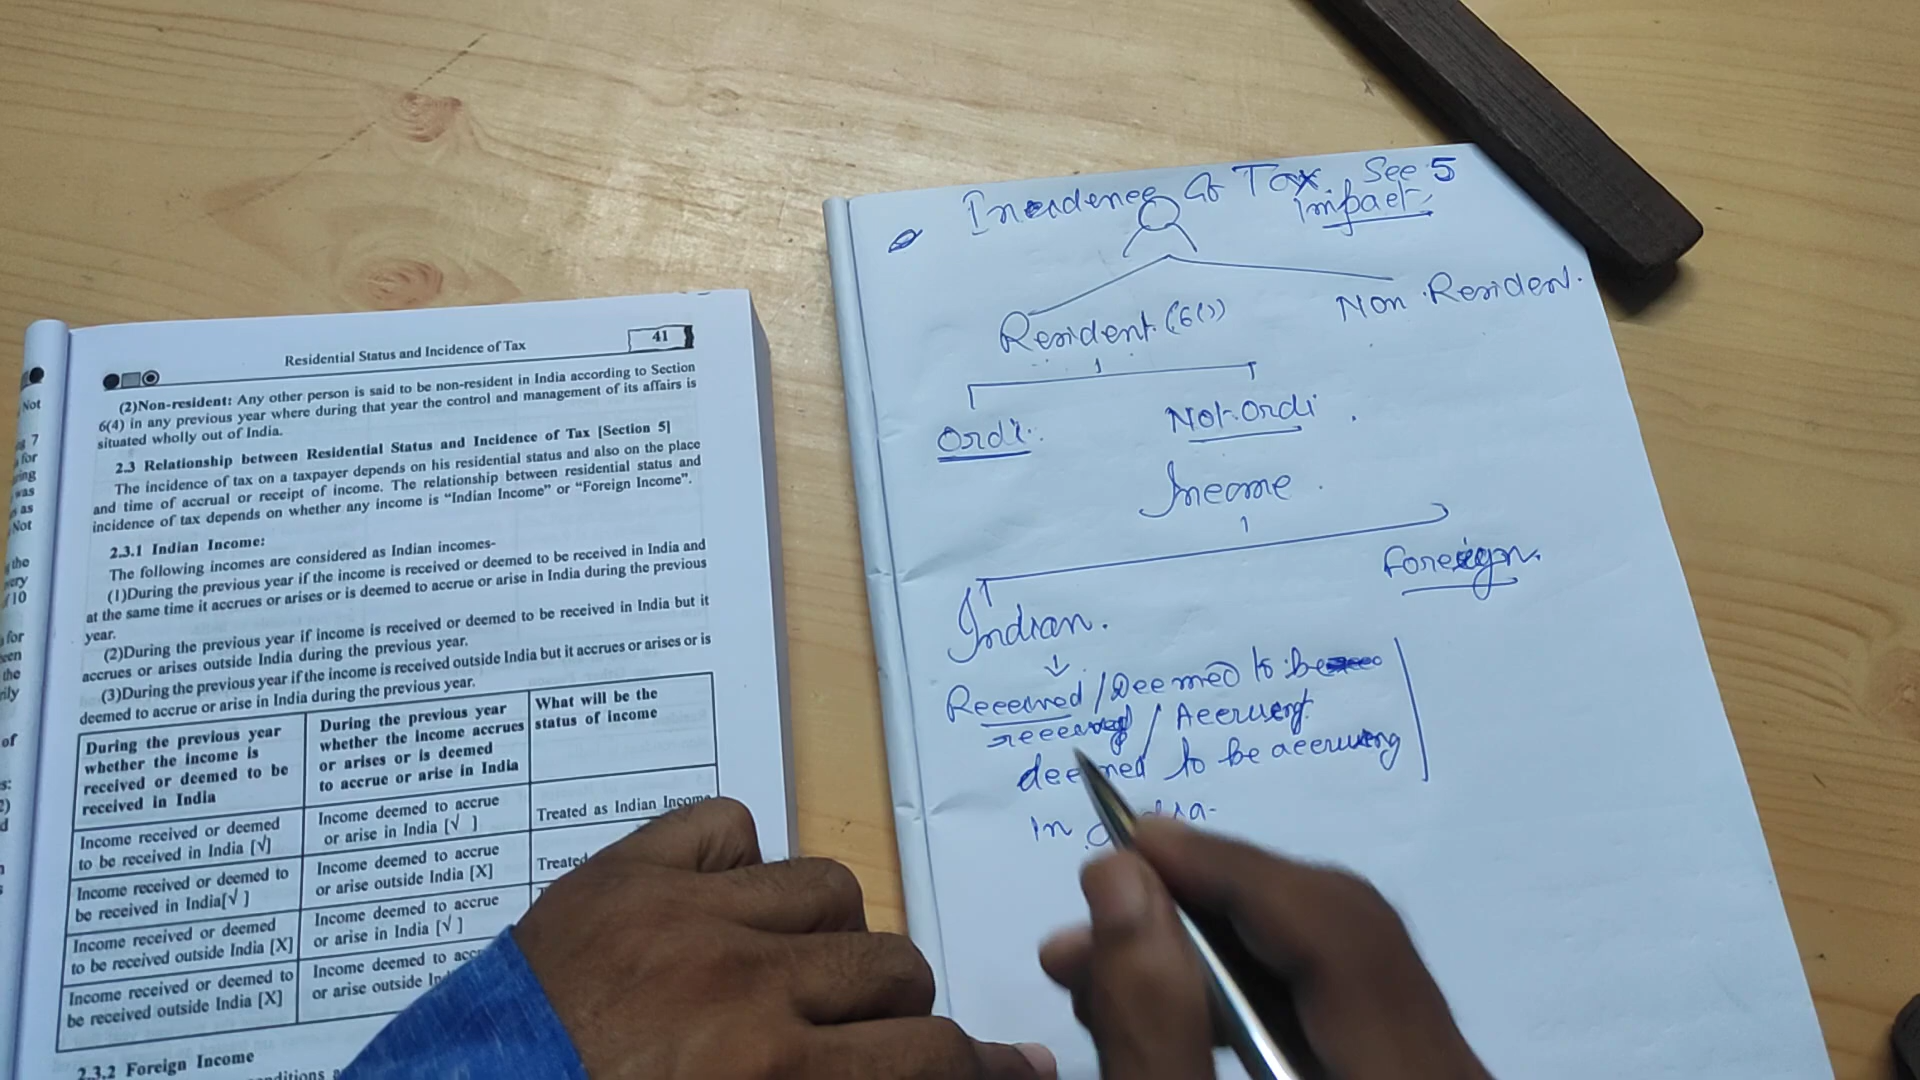 Residential Status and Incidence of Tax
41
(2)Non-resident: Any other person is said to be non-resident in India according to Section
6(4) in any previous year where during that year the control and management of its affairs is
situated wholly out of India.
2.3 Relationship between Residential Status and Incidence of Tax [Section 5]
The incidence of tax on a taxpayer depends on his residential status and also on the place
and time of accrual or receipt of income. The relationship between residential status and
incidence of tax depends on whether any income is “Indian Income” or “Foreign Income”.
2.3.1 Indian Income:
The following incomes are considered as Indian incomes-
(1)During the previous year if the income is received or deemed to be received in India and
at the same time it accrues or arises or is deemed to accrue or arise in India during the previous
year.
(2)During the previous year if income is received or deemed to be received in India but it
accrues or arises outside India during the previous year.
(3)During the previous year if the income is received outside India but it accrues or arises or is
deemed to accrue or arise in India during the previous year.
During the previous year
whether the income is
received or deemed to be
received in India
During the previous year
whether the income accrues
or arises or is deemed
to accrue or arise in India
What will be the
status of income
Income received or deemed
to be received in India [√]
Income deemed to accrue
or arise in India [√ ]
Treated as Indian Income
Income received or deemed to
be received in India[√ ]
Income deemed to accrue
or arise outside India [X]
Treated
Income received or deemed
to be received outside India [X]
Income deemed to accrue
or arise in India [√ ]
Income received or deemed to
be received outside India [X]
Income deemed to
or arise outside
2.3.2 Foreign Income
Incidence of Tax. Sec 5
impact
Resident (6(1))
Non Resident.
Ordi.
Not-Ordi.
Income.
Indian.
Foreign.
Received/Deemed to be
received / Accruing
deemed to be accruing
in India-